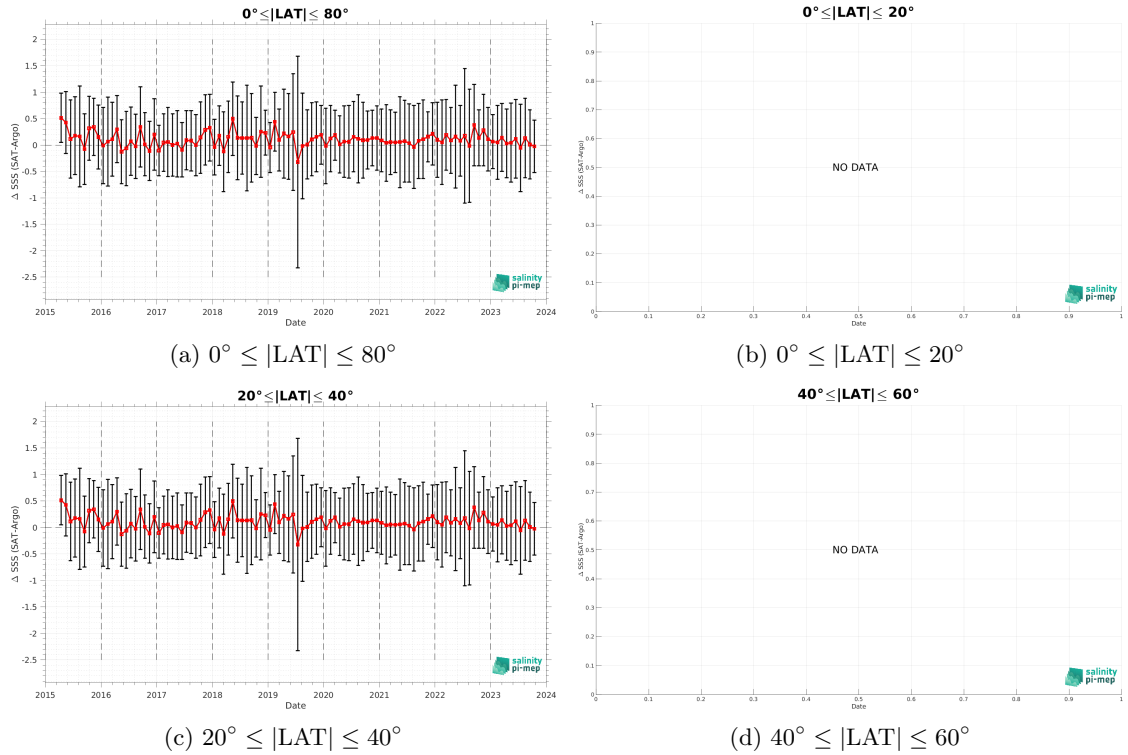 0°≤|LAT|≤ 80°
Δ SSS (SAT-Argo)
2
1.5
1
0.5
0
-0.5
-1
-1.5
-2
-2.5
salinity
pi-mep
2015 2016 2017 2018 2019 2020 2021 2022 2023 2024
Date
(a) 0° ≤ |LAT| ≤ 80°
0°≤|LAT|≤ 20°
Δ SSS (SAT-Argo)
1
0.9
0.8
0.7
0.6
0.5
0.4
0.3
0.2
0.1
0
NO DATA
salinity
pi-mep
0 0.1 0.2 0.3 0.4 0.5 0.6 0.7 0.8 0.9 1
Date
(b) 0° ≤ |LAT| ≤ 20°
20°≤|LAT|≤ 40°
Δ SSS (SAT-Argo)
2
1.5
1
0.5
0
-0.5
-1
-1.5
-2
-2.5
salinity
pi-mep
2015 2016 2017 2018 2019 2020 2021 2022 2023 2024
Date
(c) 20° ≤ |LAT| ≤ 40°
40°≤|LAT|≤ 60°
Δ SSS (SAT-Argo)
1
0.9
0.8
0.7
0.6
0.5
0.4
0.3
0.2
0.1
0
NO DATA
salinity
pi-mep
0 0.1 0.2 0.3 0.4 0.5 0.6 0.7 0.8 0.9 1
Date
(d) 40° ≤ |LAT| ≤ 60°